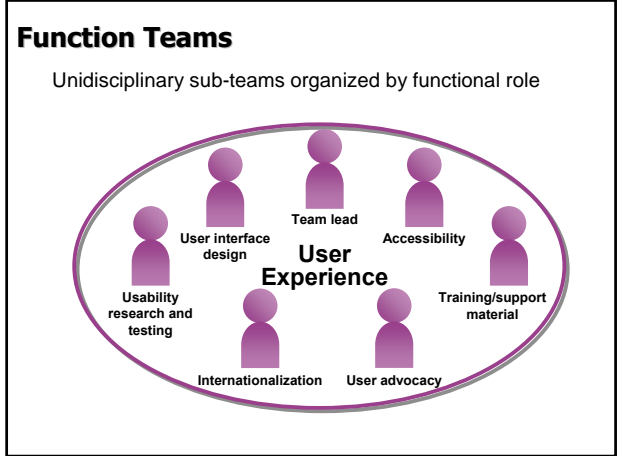 Function Teams
Unidisciplinary sub-teams organized by functional role
Team lead
User interface
design
Accessibility
User
Experience
Usability
research and
testing
Training/support
material
Internationalization
User advocacy